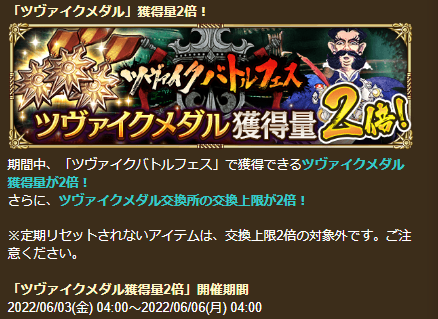 「ツヴァイクメダル」獲得量2倍！
ツヴァイクバトルフェス
ツヴァイクメダル獲得量2倍!
期間中、「ツヴァイクバトルフェス」で獲得できるツヴァイクメダル
獲得量が2倍！
さらに、ツヴァイクメダル交換所の交換上限が2倍！
※定期リセットされないアイテムは、交換上限2倍の対象外です。ご注
意ください。
「ツヴァイクメダル獲得量2倍」開催期間
2022/06/03(金) 04:00～2022/06/06(月) 04:00